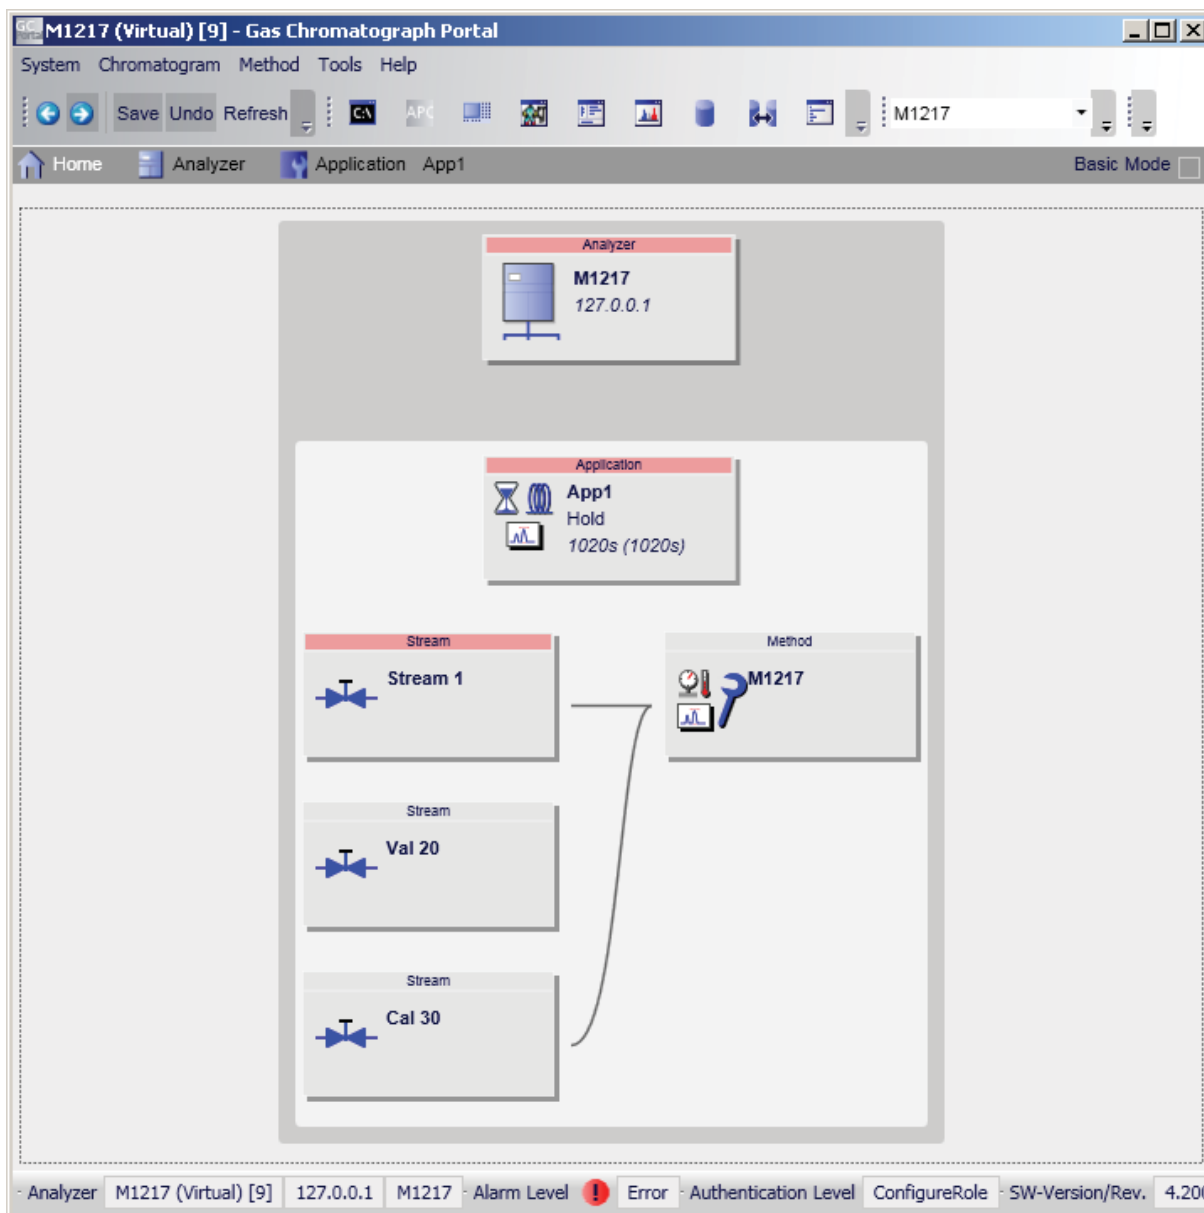 M1217 (Virtual) [9] - Gas Chromatograph Portal
System Chromatogram Method Tools Help
Save Undo Refresh C:\ APC M1217
Home Analyzer Application App1 Basic Mode
Analyzer
M1217
127.0.0.1
Application
App1
Hold
1020s (1020s)
Stream
Stream 1
Method
M1217
Stream
Val 20
Stream
Cal 30
Analyzer M1217 (Virtual) [9] 127.0.0.1 M1217 Alarm Level Error Authentication Level ConfigureRole SW-Version/Rev.